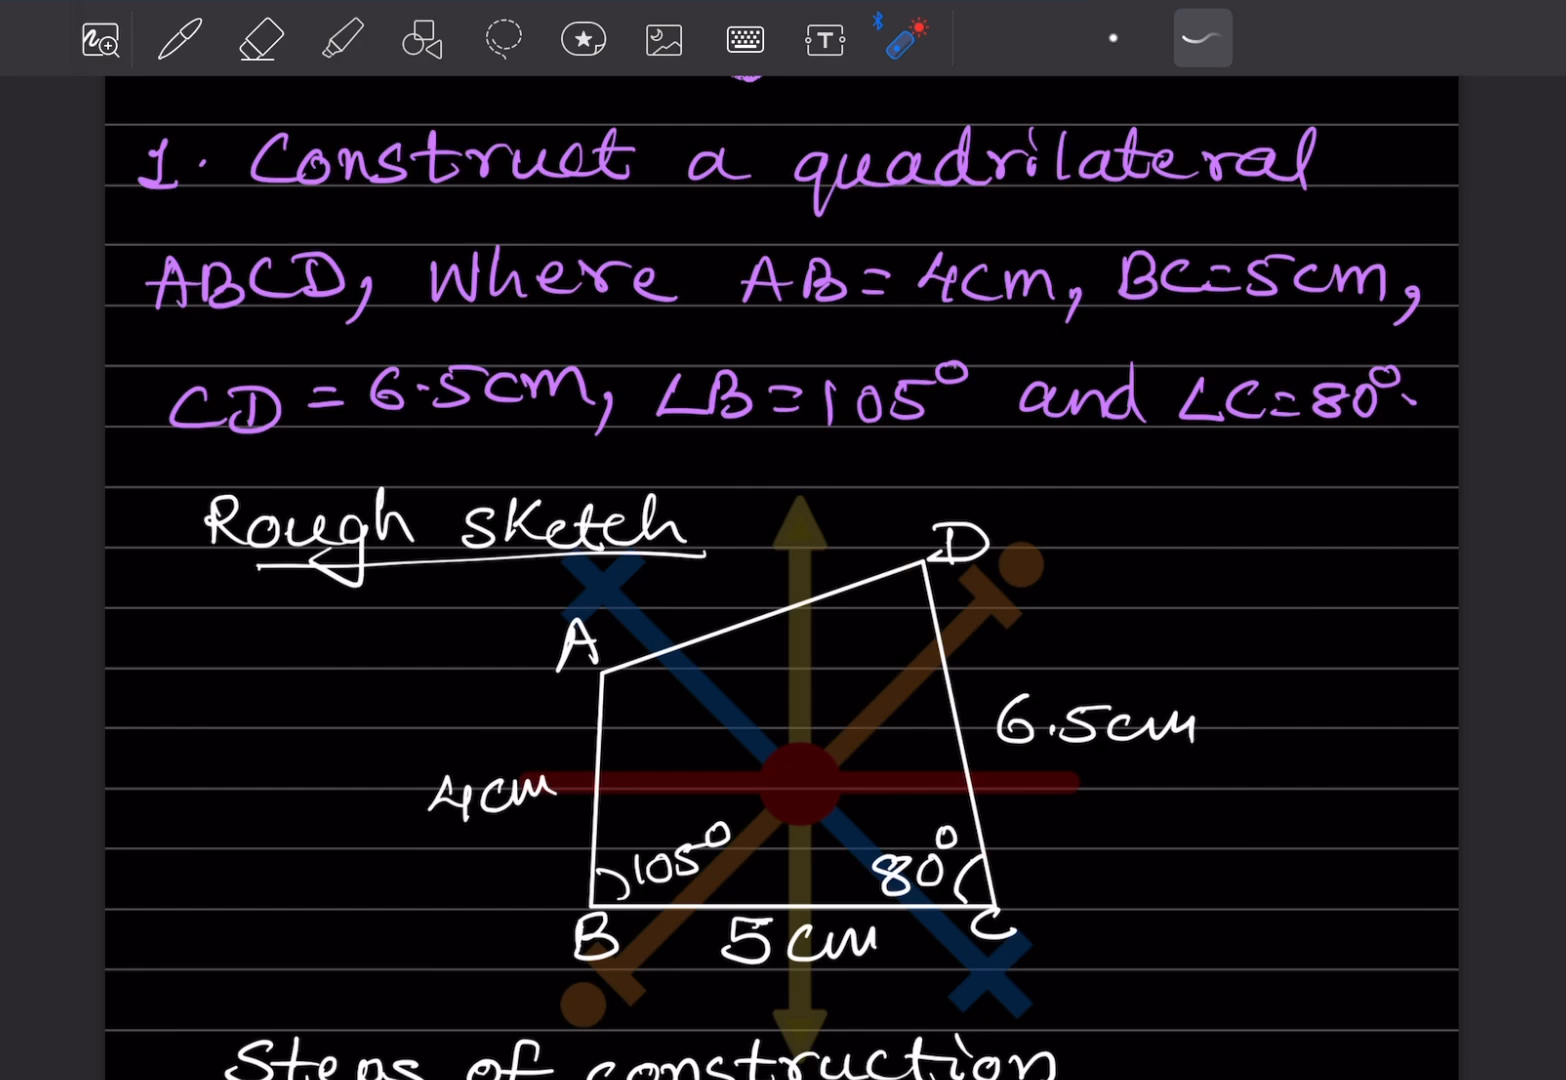 1. Construct a quadrilateral
ABCD, where AB = 4cm, BC = 5cm,
CD = 6.5cm, ∠B = 105° and ∠C = 80°.
Rough sketch
D
A
6.5cm
4cm
105°
80°
B
5cm
C
Steps of construction